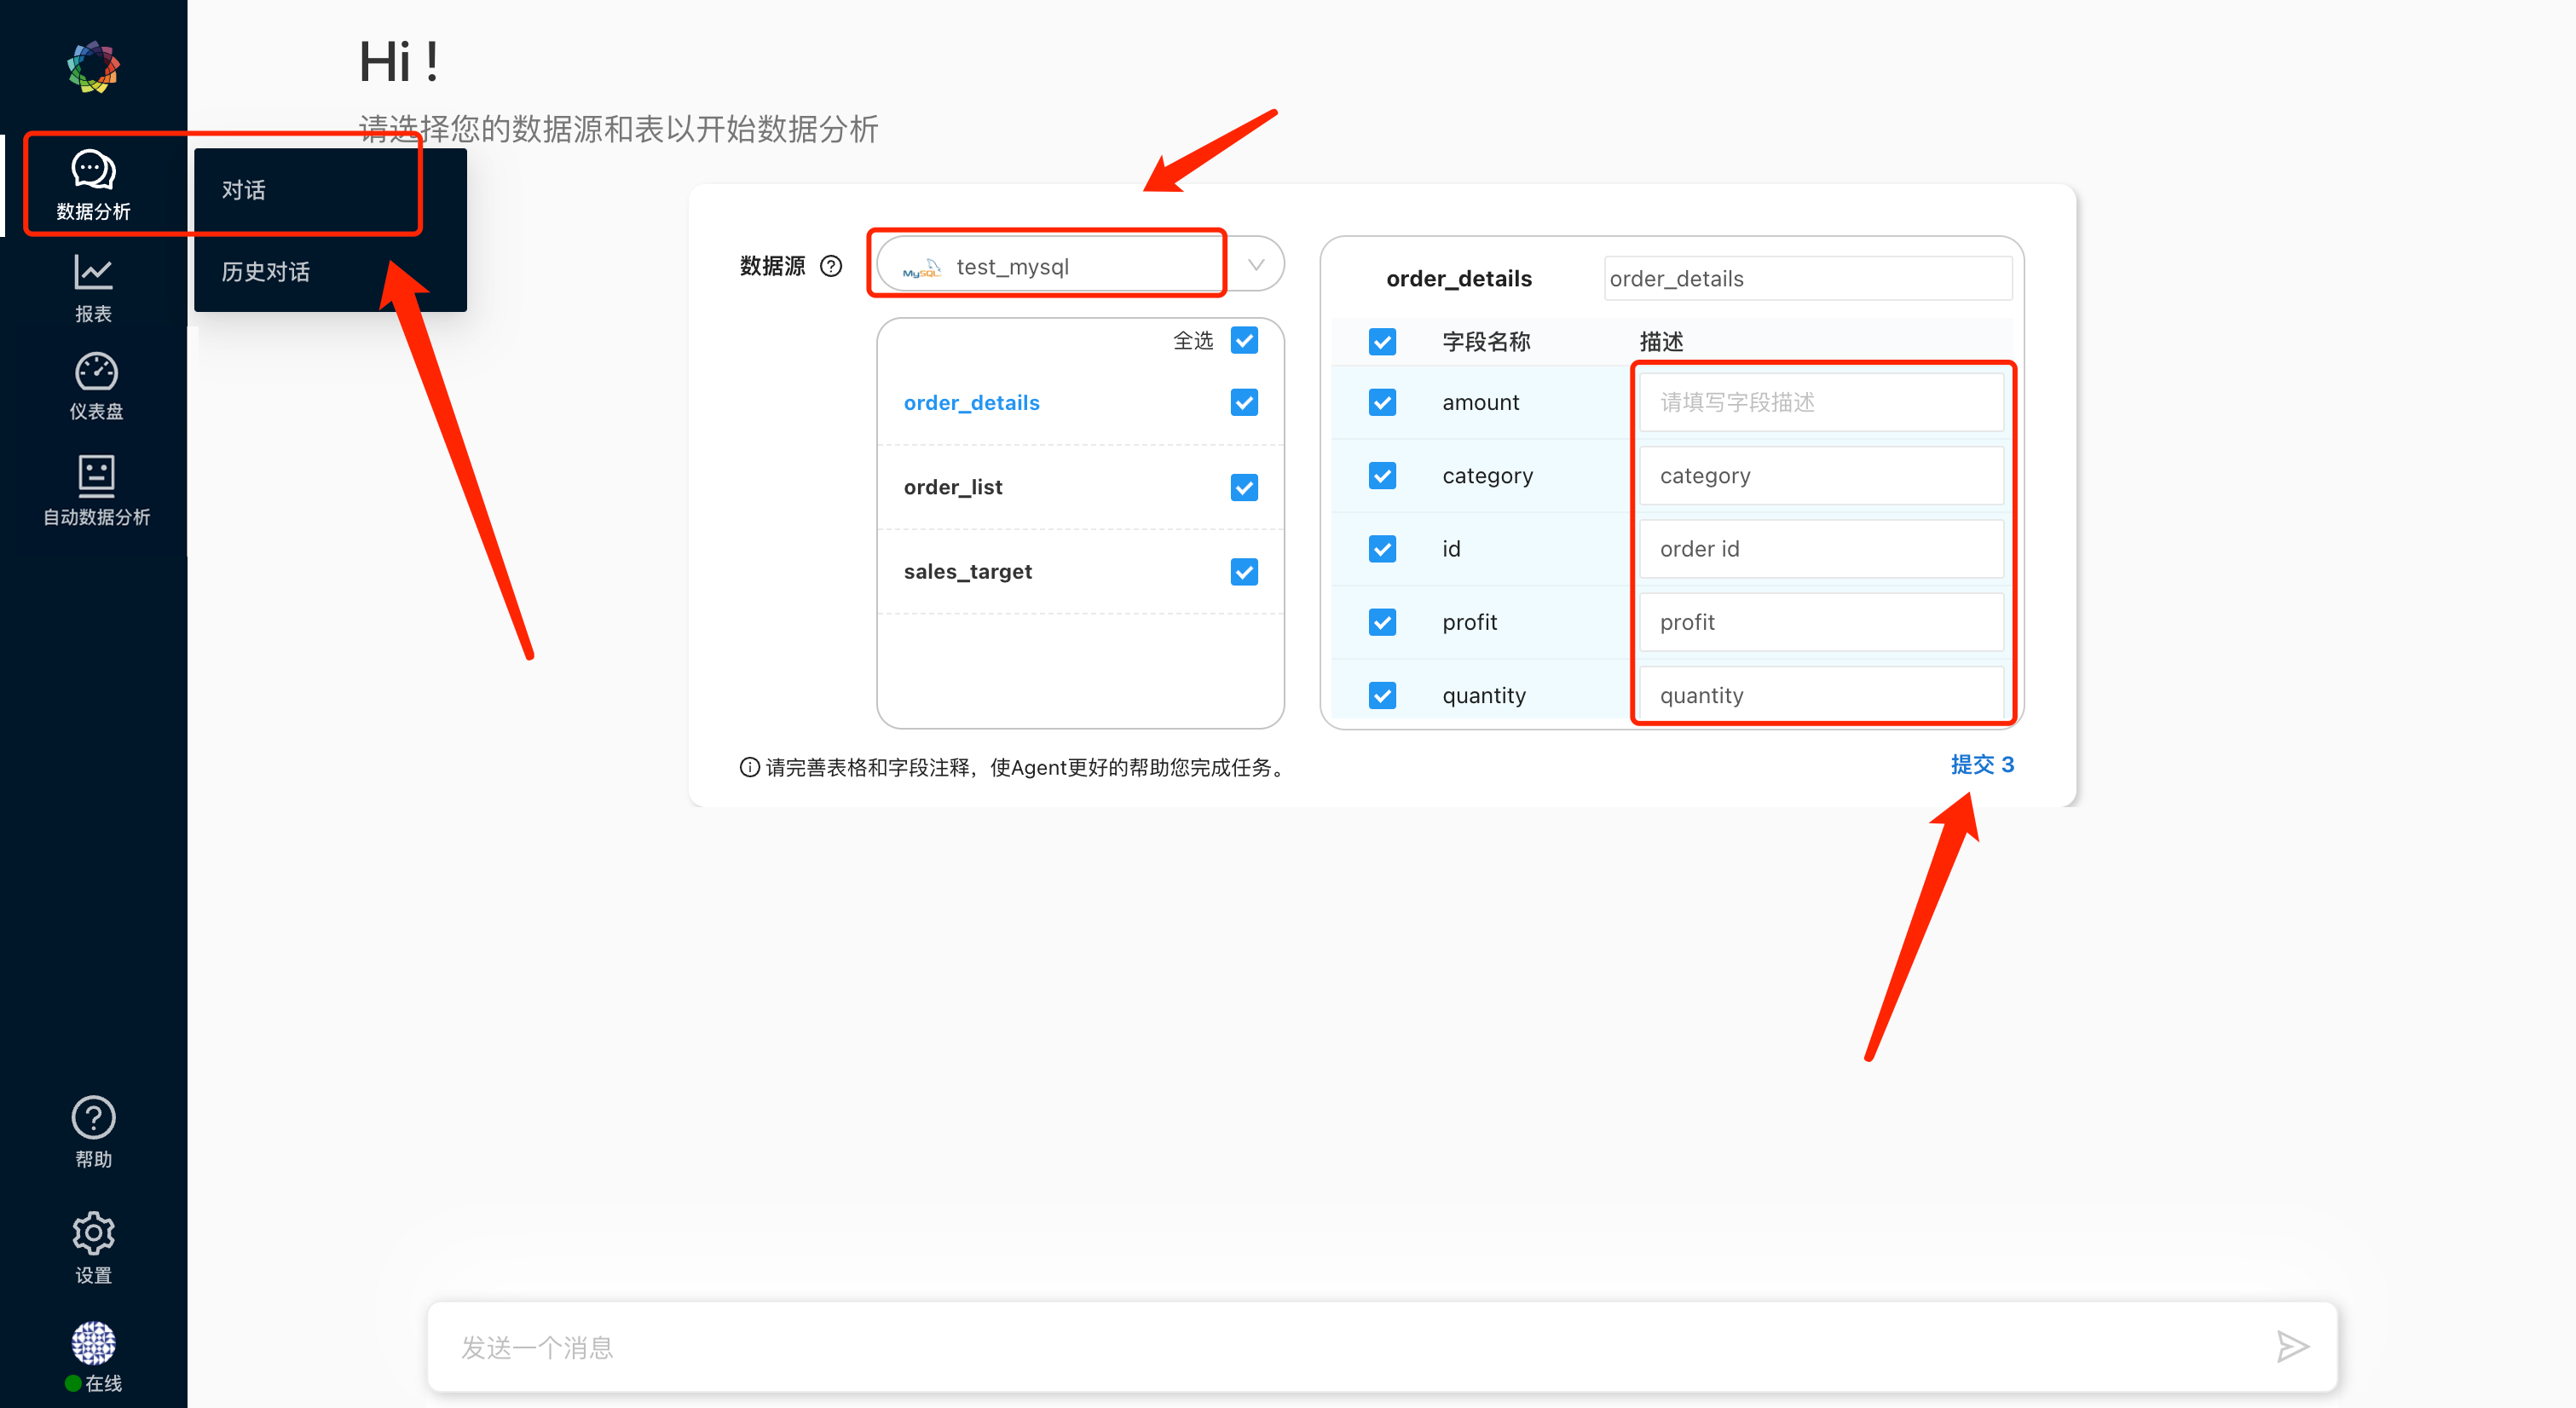 Hi !
请选择您的数据源和表以开始数据分析
数据分析
对话
历史对话
报表
仪表盘
自动数据分析
帮助
设置
在线
数据源
MySQL test_mysql
全选
order_details
order_list
sales_target
order_details order_details
字段名称 描述
amount 请填写字段描述
category category
id order id
profit profit
quantity quantity
请完善表格和字段注释，使Agent更好的帮助您完成任务。
提交 3
发送一个消息